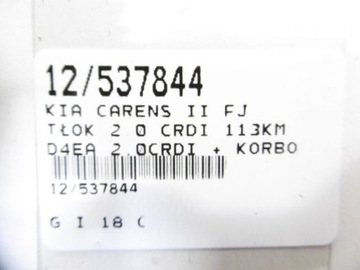 12/537844
KIA CARENS II FJ
TŁOK 2 0 CRDI 113KM
D4EA 2.0CRDI + KORBO
12/537844
G I 18 C